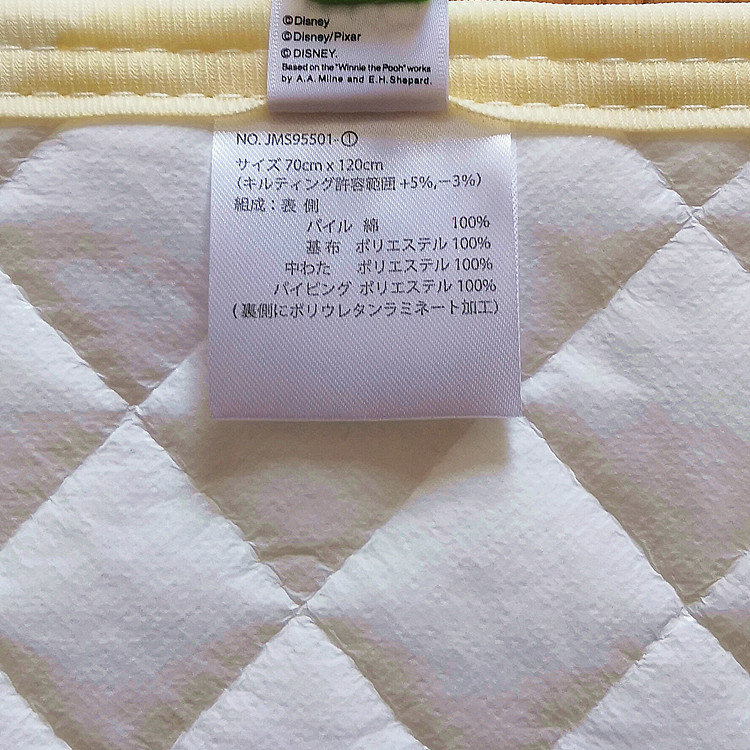 ©Disney
©Disney/Pixar
©DISNEY.
Based on the "Winnie the Pooh" works
by A.A. Milne and E.H. Shepard.
NO. JMS95501-①
サイズ 70cm x 120cm
(キルティング許容範囲 +5%,−3%)
組成：表 側
パイル 綿 100%
基布 ポリエステル 100%
中わた ポリエステル 100%
パイピング ポリエステル 100%
(裏側にポリウレタンラミネート加工)